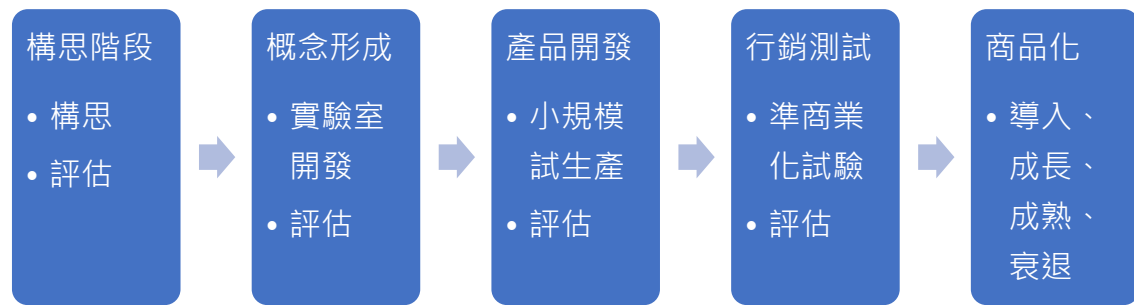 構思階段
• 構思
• 評估
概念形成
• 實驗室
開發
• 評估
產品開發
• 小規模
試生產
• 評估
行銷測試
• 準商業
化試驗
• 評估
商品化
• 導入、
成長、
成熟、
衰退